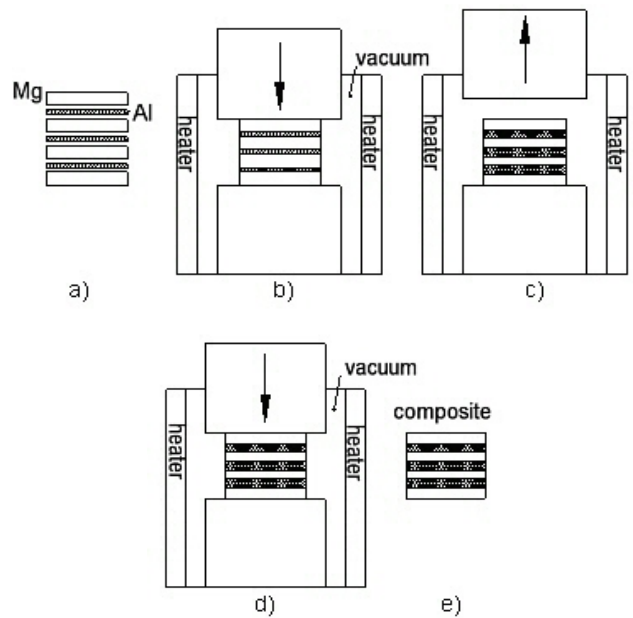 Mg
Al
a)
heater
vacuum
heater
b)
heater
heater
c)
heater
vacuum
heater
d)
composite
e)